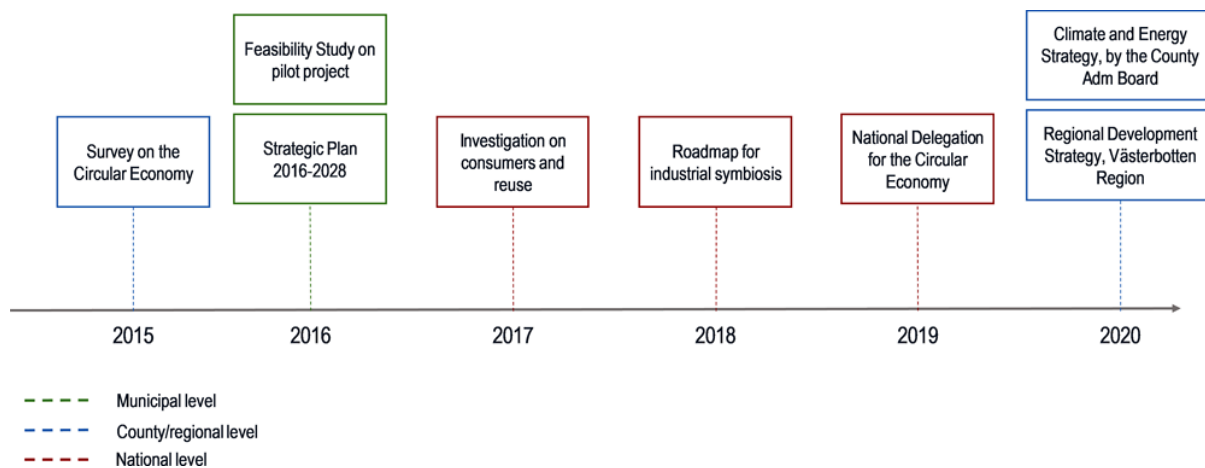 Feasibility Study on
pilot project
Climate and Energy
Strategy, by the County
Adm Board
Survey on the
Circular Economy
Strategic Plan
2016-2028
Investigation on
consumers and
reuse
Roadmap for
industrial symbiosis
National Delegation
for the Circular
Economy
Regional Development
Strategy, Västerbotten
Region
2015
2016
2017
2018
2019
2020
Municipal level
County/regional level
National level